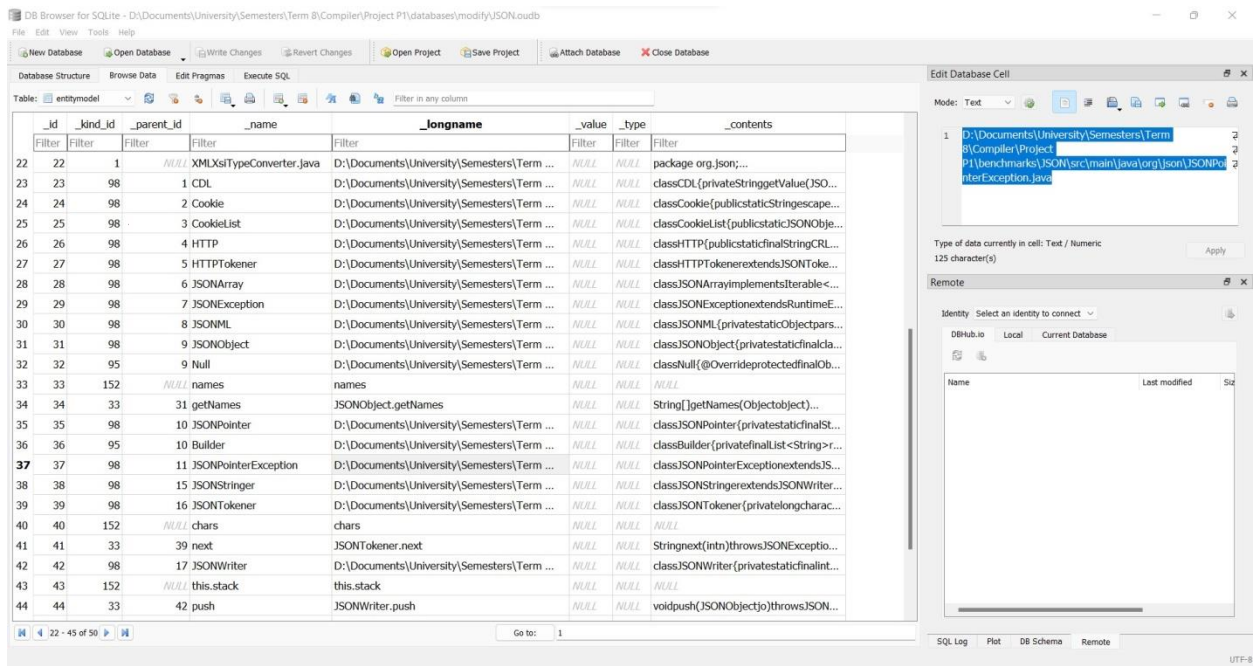 DB Browser for SQLite - D:\Documents\University\Semesters\Term 8\Compiler\Project P1\databases\modify\JSON.oudb
File Edit View Tools Help
New Database Open Database Write Changes Revert Changes Open Project Save Project Attach Database Close Database
Database Structure Browse Data Edit Pragmas Execute SQL
Table: entitymodel Filter in any column
_id _kind_id _parent_id _name _longname _value _type _contents
Filter Filter Filter Filter Filter Filter Filter Filter
22 22 1 NULL XMLXsiTypeConverter.java D:\Documents\University\Semesters\Term ... NULL NULL package org.json;...
23 23 98 1 CDL D:\Documents\University\Semesters\Term ... NULL NULL classCDL{privateStringgetValue(JSO...
24 24 98 2 Cookie D:\Documents\University\Semesters\Term ... NULL NULL classCookie{publicstaticStringescape...
25 25 98 3 CookieList D:\Documents\University\Semesters\Term ... NULL NULL classCookieList{publicstaticJSONObje...
26 26 98 4 HTTP D:\Documents\University\Semesters\Term ... NULL NULL classHTTP{publicstaticfinalStringCRL...
27 27 98 5 HTTPTokener D:\Documents\University\Semesters\Term ... NULL NULL classHTTPTokenerextendsJSONToke...
28 28 98 6 JSONArray D:\Documents\University\Semesters\Term ... NULL NULL classJSONArrayimplementsIterable<...
29 29 98 7 JSONException D:\Documents\University\Semesters\Term ... NULL NULL classJSONExceptionextendsRuntimeE...
30 30 98 8 JSONML D:\Documents\University\Semesters\Term ... NULL NULL classJSONML{privatestaticObjectpars...
31 31 98 9 JSONObject D:\Documents\University\Semesters\Term ... NULL NULL classJSONObject{privatestaticfinalcla...
32 32 95 9 Null D:\Documents\University\Semesters\Term ... NULL NULL classNull{@OverrideprotectedfinalOb...
33 33 152 NULL names names NULL NULL NULL
34 34 33 31 getNames JSONObject.getNames NULL NULL String[]getNames(Objectobject)...
35 35 98 10 JSONPointer D:\Documents\University\Semesters\Term ... NULL NULL classJSONPointer{privatestaticfinalSt...
36 36 95 10 Builder D:\Documents\University\Semesters\Term ... NULL NULL classBuilder{privatefinalList<String>r...
37 37 98 11 JSONPointerException D:\Documents\University\Semesters\Term ... NULL NULL classJSONPointerExceptionextendsJS...
38 38 98 15 JSONStringer D:\Documents\University\Semesters\Term ... NULL NULL classJSONStringerextendsJSONWriter...
39 39 98 16 JSONTokener D:\Documents\University\Semesters\Term ... NULL NULL classJSONTokener{privatelongcharac...
40 40 152 NULL chars chars NULL NULL NULL
41 41 33 39 next JSONTokener.next NULL NULL Stringnext(intn)throwsJSONExceptio...
42 42 98 17 JSONWriter D:\Documents\University\Semesters\Term ... NULL NULL classJSONWriter{privatestaticfinalint...
43 43 152 NULL this.stack this.stack NULL NULL NULL
44 44 33 42 push JSONWriter.push NULL NULL voidpush(JSONObjectjo)throwsJSON...
22 - 45 of 50 Go to: 1
Edit Database Cell
Mode: Text
1 D:\Documents\University\Semesters\Term
8\Compiler\Project
P1\benchmarks\JSON\src\main\java\org\json\JSONPoi
nterException.java
Type of data currently in cell: Text / Numeric
125 character(s)
Apply
Remote
Identity Select an identity to connect
DBHub.io Local Current Database
Name Last modified Siz
SQL Log Plot DB Schema Remote
UTF-8